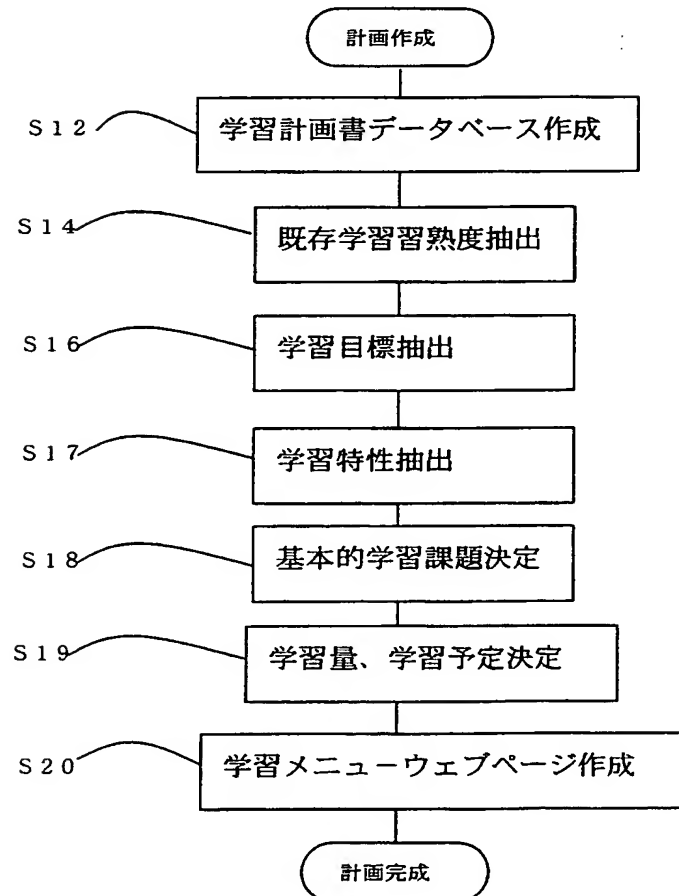 計画作成
S12
学習計画書データベース作成
S14
既存学習習熟度抽出
S16
学習目標抽出
S17
学習特性抽出
S18
基本的学習課題決定
S19
学習量、学習予定決定
S20
学習メニューウェブページ作成
計画完成